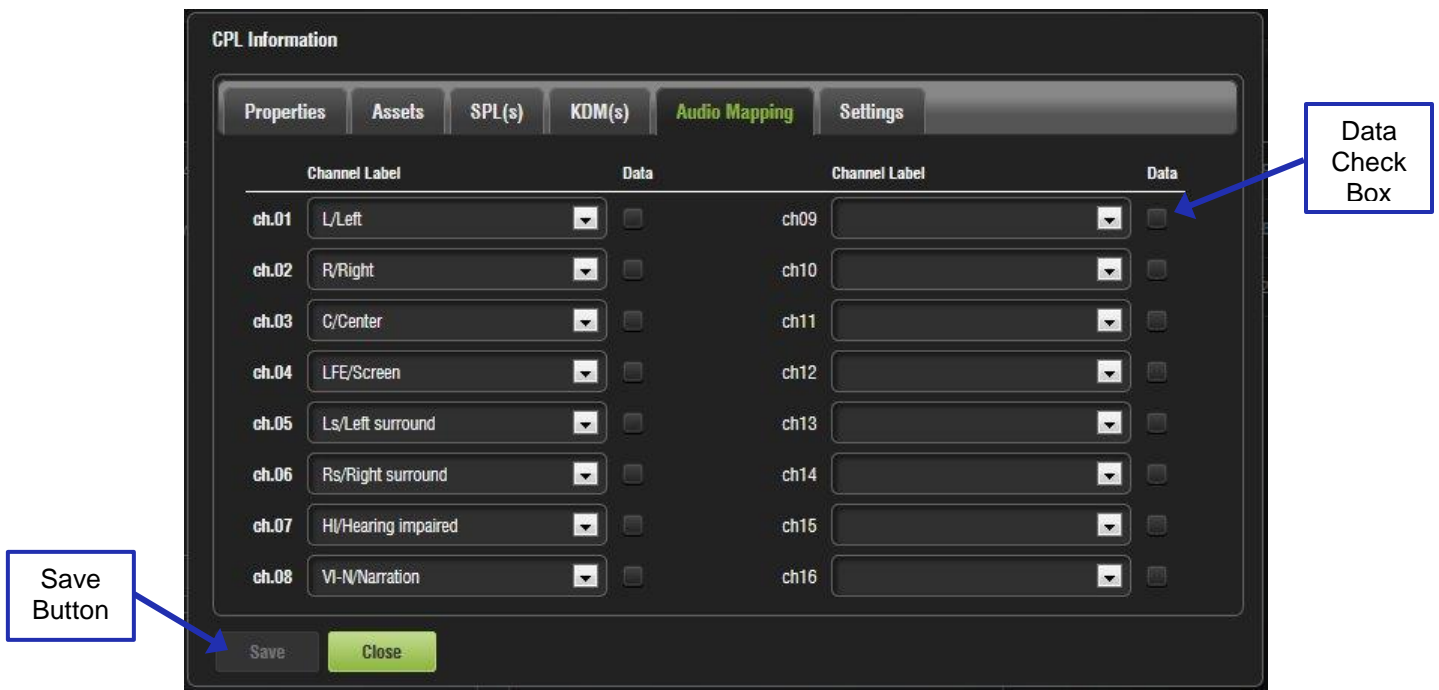 CPL Information
Properties Assets SPL(s) KDM(s) Audio Mapping Settings
Data
Check
Box
Channel Label Data Channel Label Data
ch.01 L/Left ch09
ch.02 R/Right ch10
ch.03 C/Center ch11
ch.04 LFE/Screen ch12
ch.05 Ls/Left surround ch13
ch.06 Rs/Right surround ch14
ch.07 HI/Hearing impaired ch15
ch.08 VI-N/Narration ch16
Save
Button
Save Close